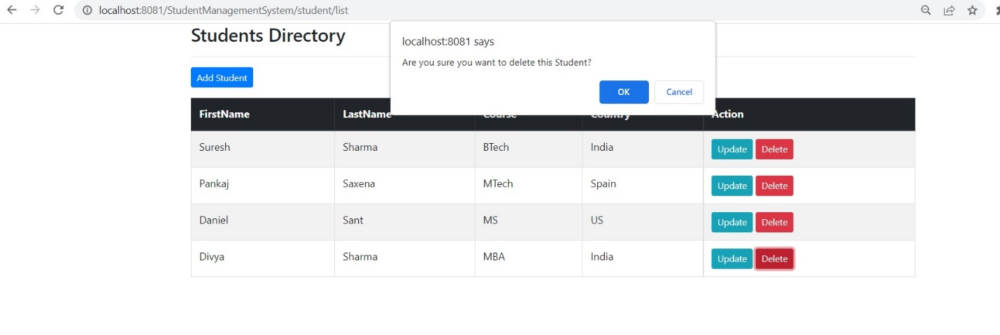 localhost:8081/StudentManagementSystem/student/list
Students Directory
localhost:8081 says
Are you sure you want to delete this Student?
OK Cancel
Add Student
FirstName LastName Course Country Action
Suresh Sharma BTech India Update Delete
Pankaj Saxena MTech Spain Update Delete
Daniel Sant MS US Update Delete
Divya Sharma MBA India Update Delete